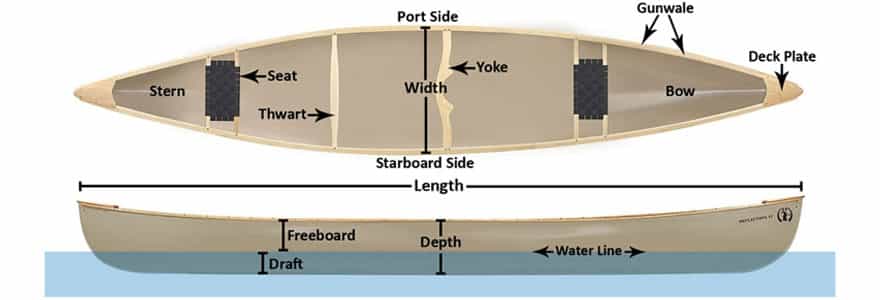 Port Side
Gunwale
Deck Plate
Seat
Yoke
Stern
Width
Bow
Thwart
Starboard Side
Length
Freeboard
Depth
Water Line
Draft